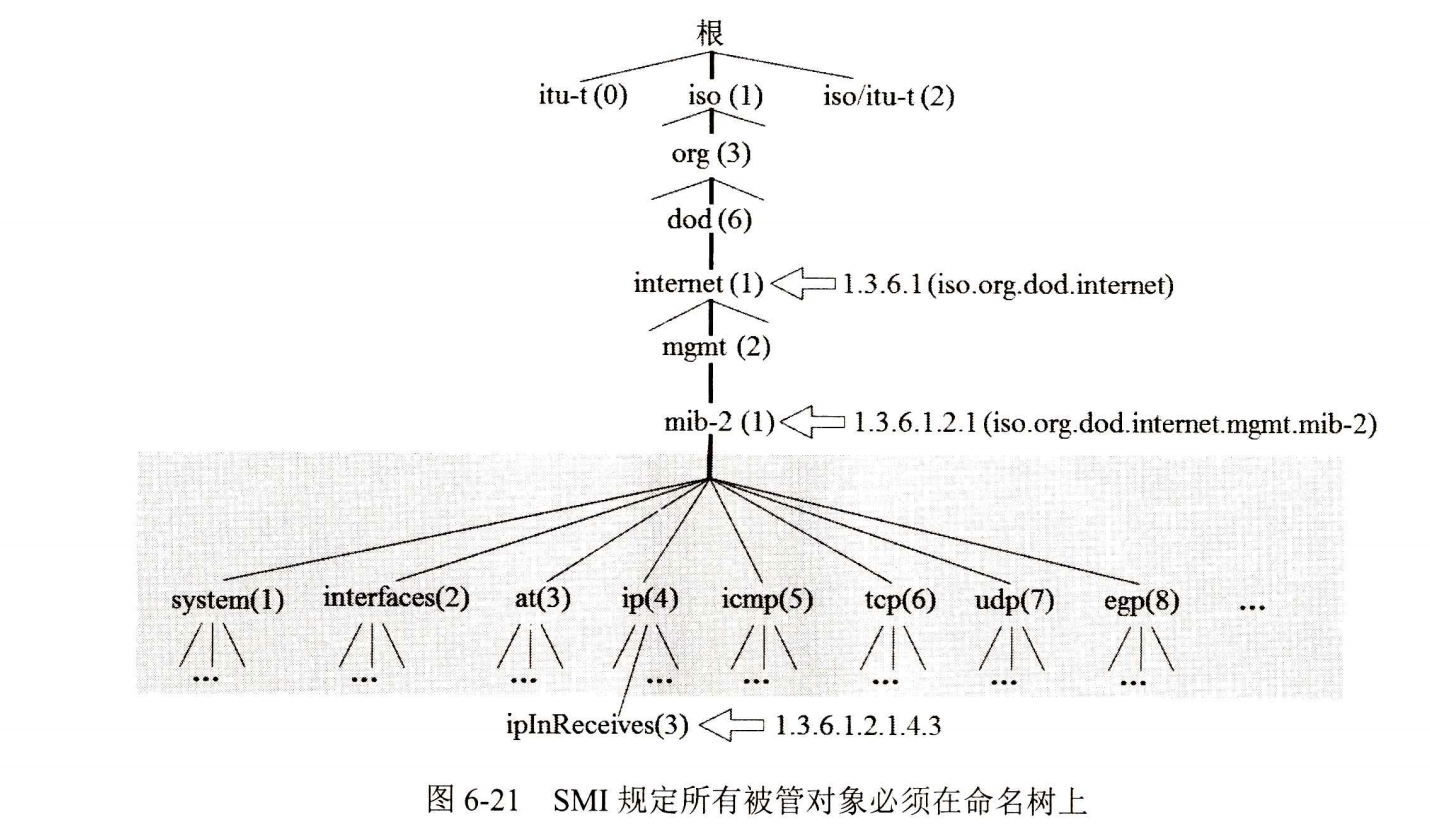 根
itu-t (0) iso (1) iso/itu-t (2)
org (3)
dod (6)
internet (1) 1.3.6.1 (iso.org.dod.internet)
mgmt (2)
mib-2 (1) 1.3.6.1.2.1 (iso.org.dod.internet.mgmt.mib-2)
system(1) interfaces(2) at(3) ip(4) icmp(5) tcp(6) udp(7) egp(8) ...
... ... ... ... ... ... ... ...
ipInReceives(3) 1.3.6.1.2.1.4.3
图 6-21 SMI 规定所有被管对象必须在命名树上